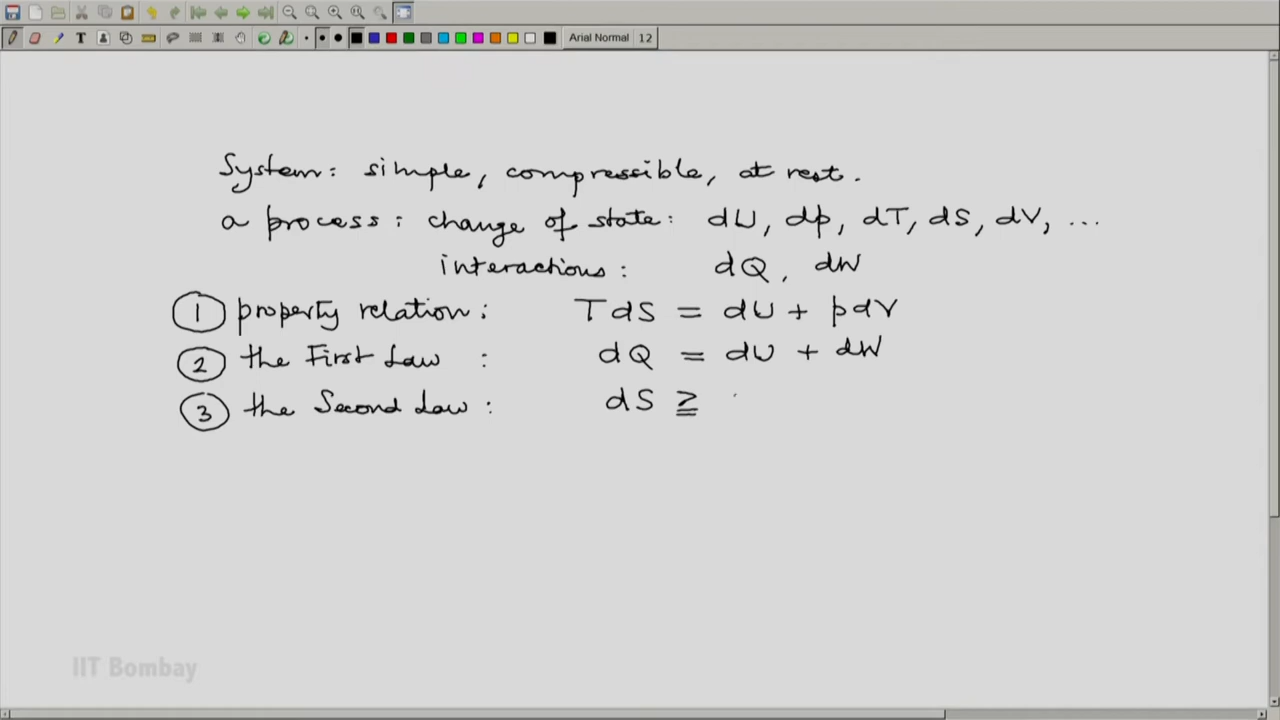 Arial Normal 12
System: simple, compressible, at rest.
a process: change of state: dU, dp, dT, dS, dV, ...
interactions: dQ, dW
1 property relation: TdS = dU + pdV
2 the First Law : dQ = dU + dW
3 the Second Law: dS ≧
IIT Bombay